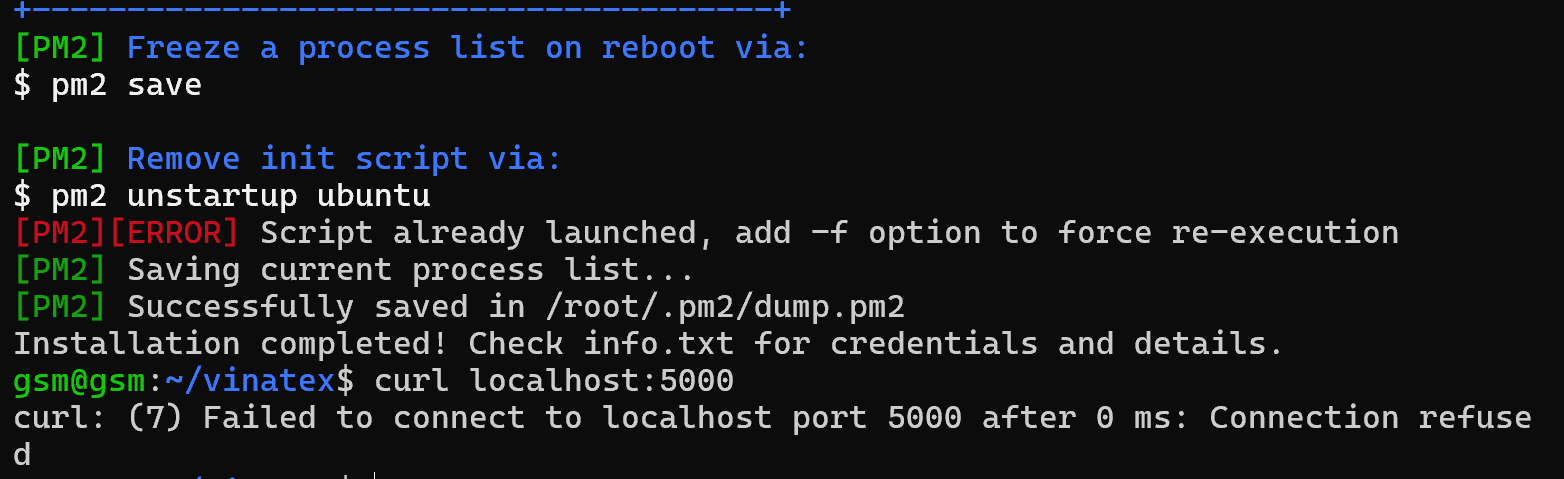 +---------------------------------------+
[PM2] Freeze a process list on reboot via:
$ pm2 save
[PM2] Remove init script via:
$ pm2 unstartup ubuntu
[PM2][ERROR] Script already launched, add -f option to force re-execution
[PM2] Saving current process list...
[PM2] Successfully saved in /root/.pm2/dump.pm2
Installation completed! Check info.txt for credentials and details.
gsm@gsm:~/vinatex$ curl localhost:5000
curl: (7) Failed to connect to localhost port 5000 after 0 ms: Connection refuse
d